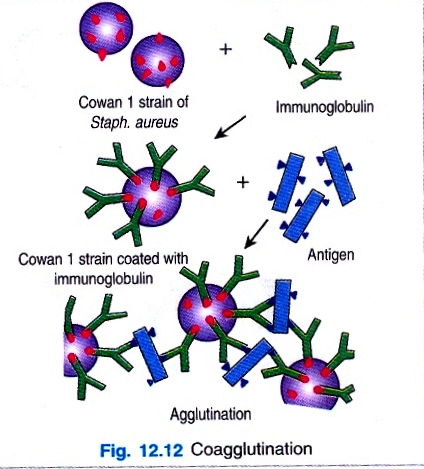 +
Cowan 1 strain of
Staph. aureus
Immunoglobulin
+
Cowan 1 strain coated with
immunoglobulin
Antigen
Agglutination
Fig. 12.12 Coagglutination